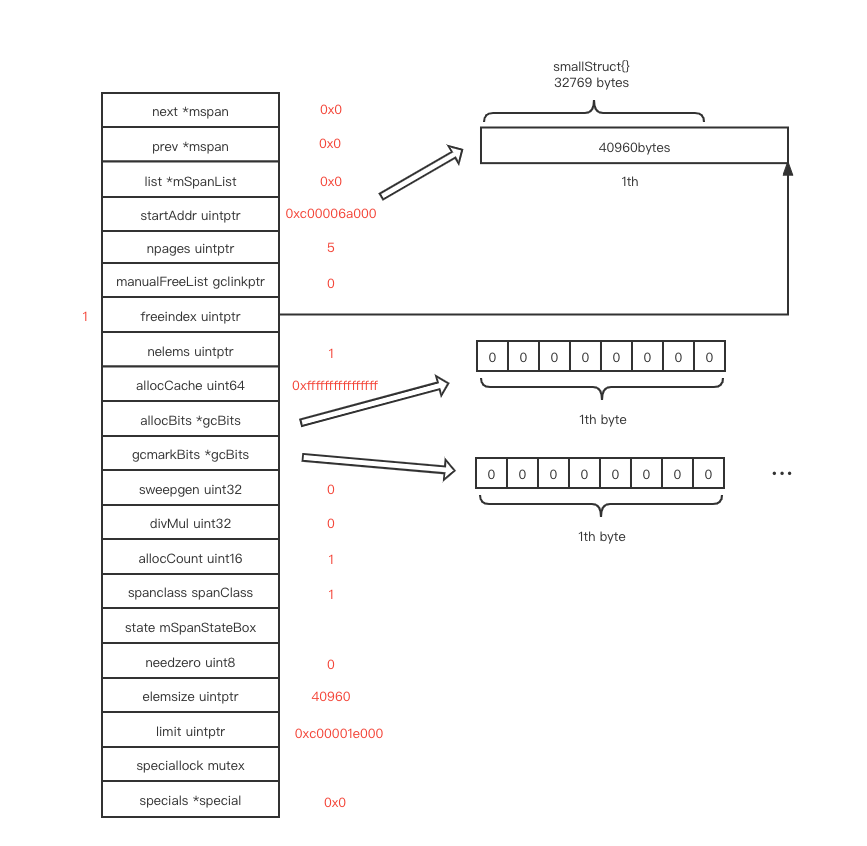 smallStruct{}
32769 bytes
next *mspan 0x0
prev *mspan 0x0
40960bytes
list *mSpanList 0x0
1th
startAddr uintptr 0xc00006a000
npages uintptr 5
manualFreeList gclinkptr 0
1 freeindex uintptr
nelems uintptr 1
0 0 0 0 0 0 0 0
allocCache uint64 0xffffffffffffffff
allocBits *gcBits
1th byte
gcmarkBits *gcBits
0 0 0 0 0 0 0 0 ...
sweepgen uint32 0
divMul uint32 0
1th byte
allocCount uint16 1
spanclass spanClass 1
state mSpanStateBox
needzero uint8 0
elemsize uintptr 40960
limit uintptr 0xc00001e000
speciallock mutex
specials *special 0x0